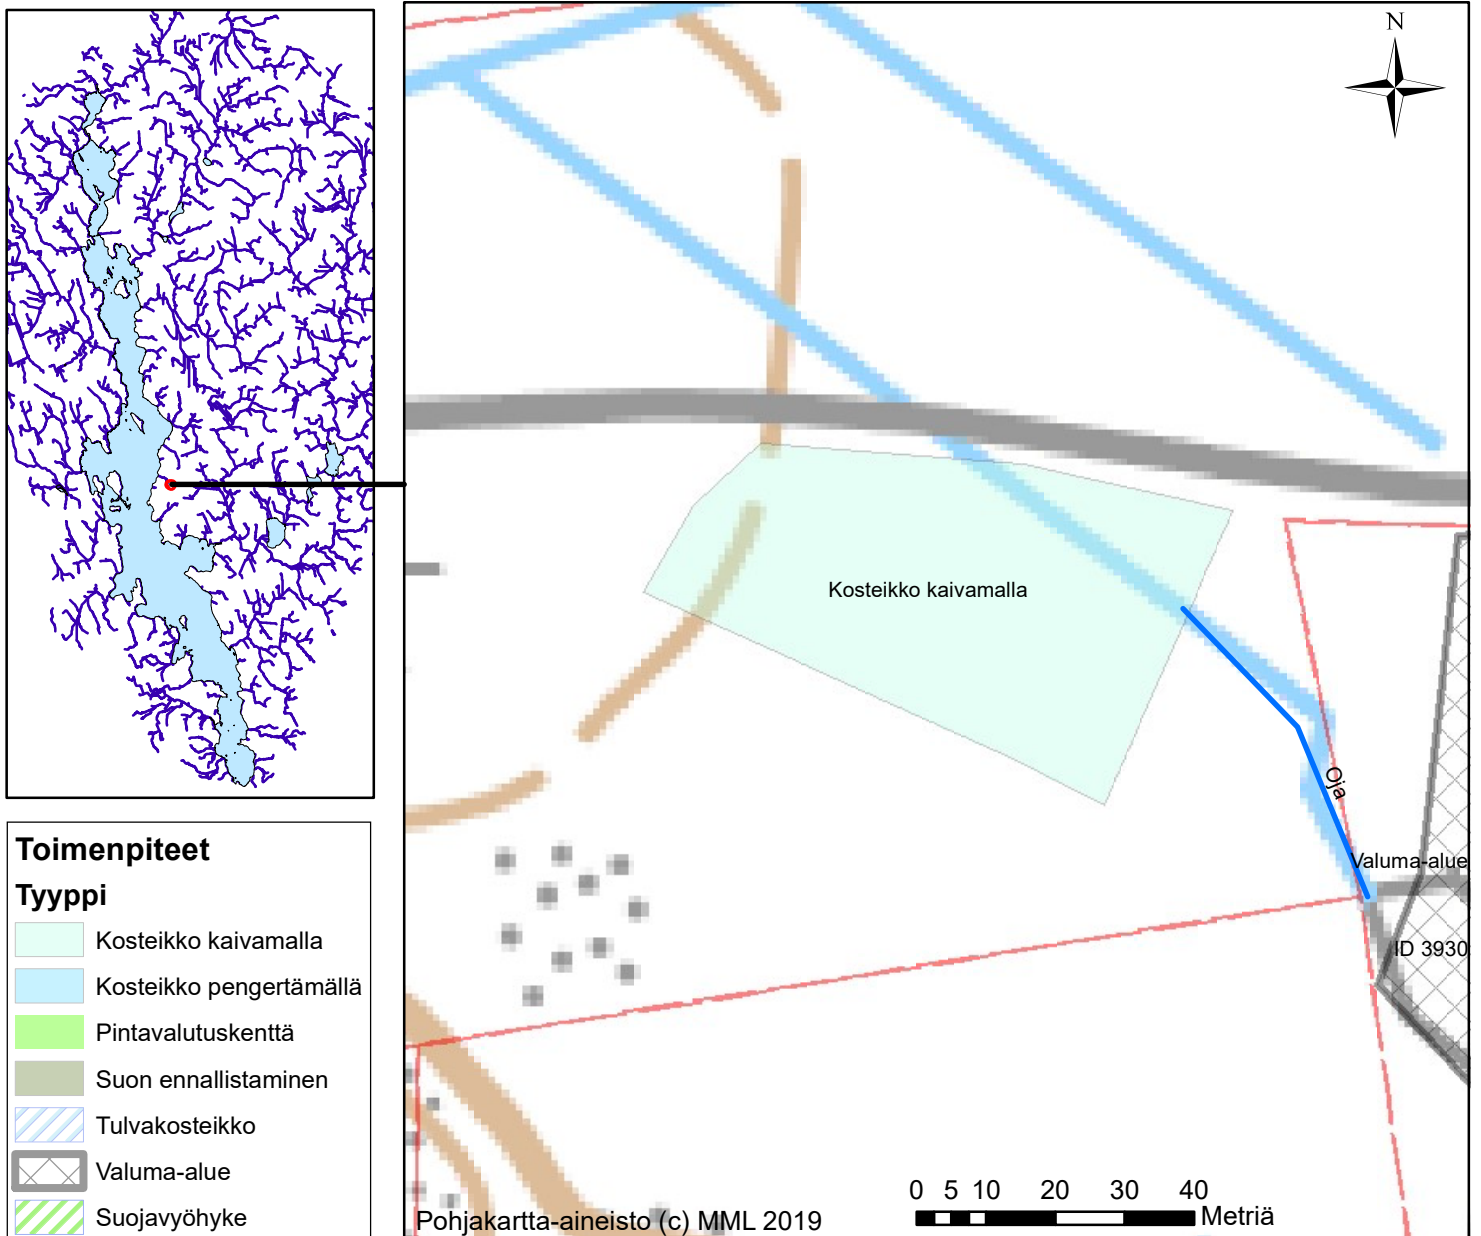 N
Kosteikko kaivamalla
Oja
Valuma-alue
ID 3930
Toimenpiteet
Tyyppi
Kosteikko kaivamalla
Kosteikko pengertämällä
Pintavalutuskenttä
Suon ennallistaminen
Tulvakosteikko
Valuma-alue
Suojavyöhyke
0 5 10 20 30 40
Metriä
Pohjakartta-aineisto (c) MML 2019